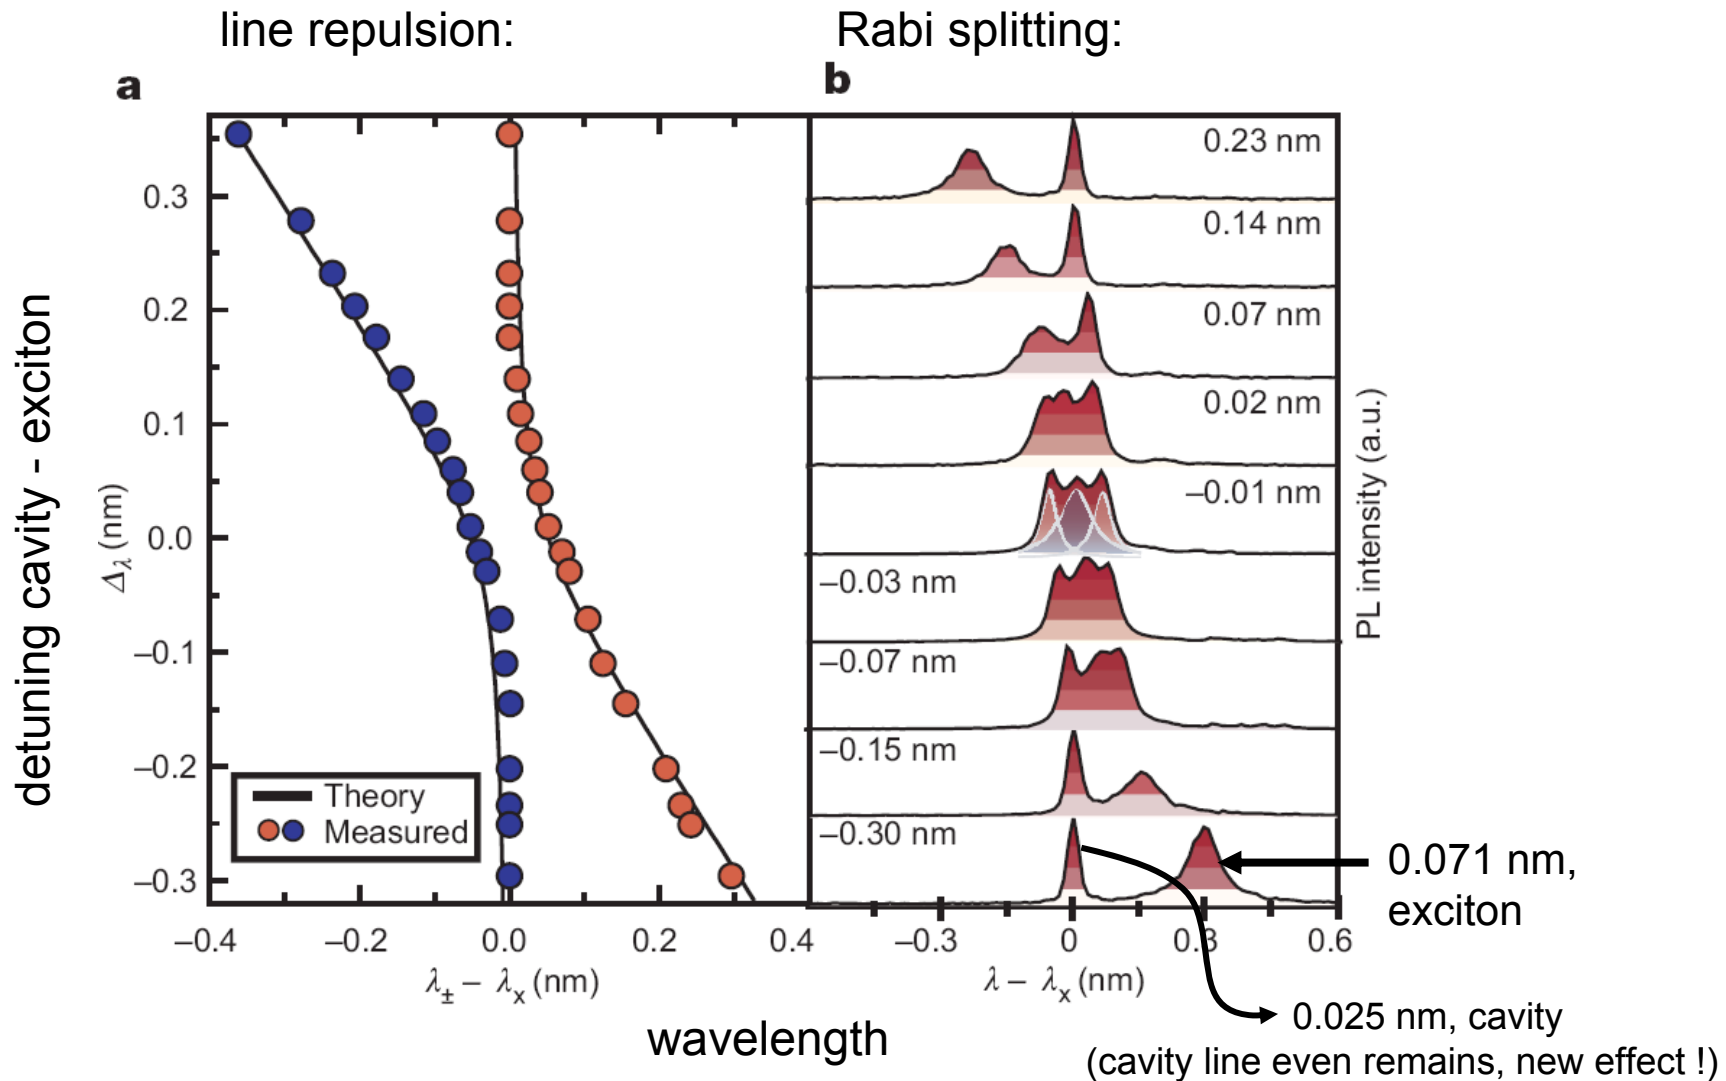 line repulsion:
Rabi splitting:
a
b
detuning cavity - exciton
Δλ (nm)
0.3
0.2
0.1
0.0
–0.1
–0.2
–0.3
Theory
Measured
–0.4
–0.2
0.0
0.2
0.4
λ± – λx (nm)
0.23 nm
0.14 nm
0.07 nm
0.02 nm
–0.01 nm
–0.03 nm
–0.07 nm
–0.15 nm
–0.30 nm
PL intensity (a.u.)
–0.3
0
0.3
0.6
λ – λx (nm)
0.071 nm,
exciton
wavelength
0.025 nm, cavity
(cavity line even remains, new effect !)